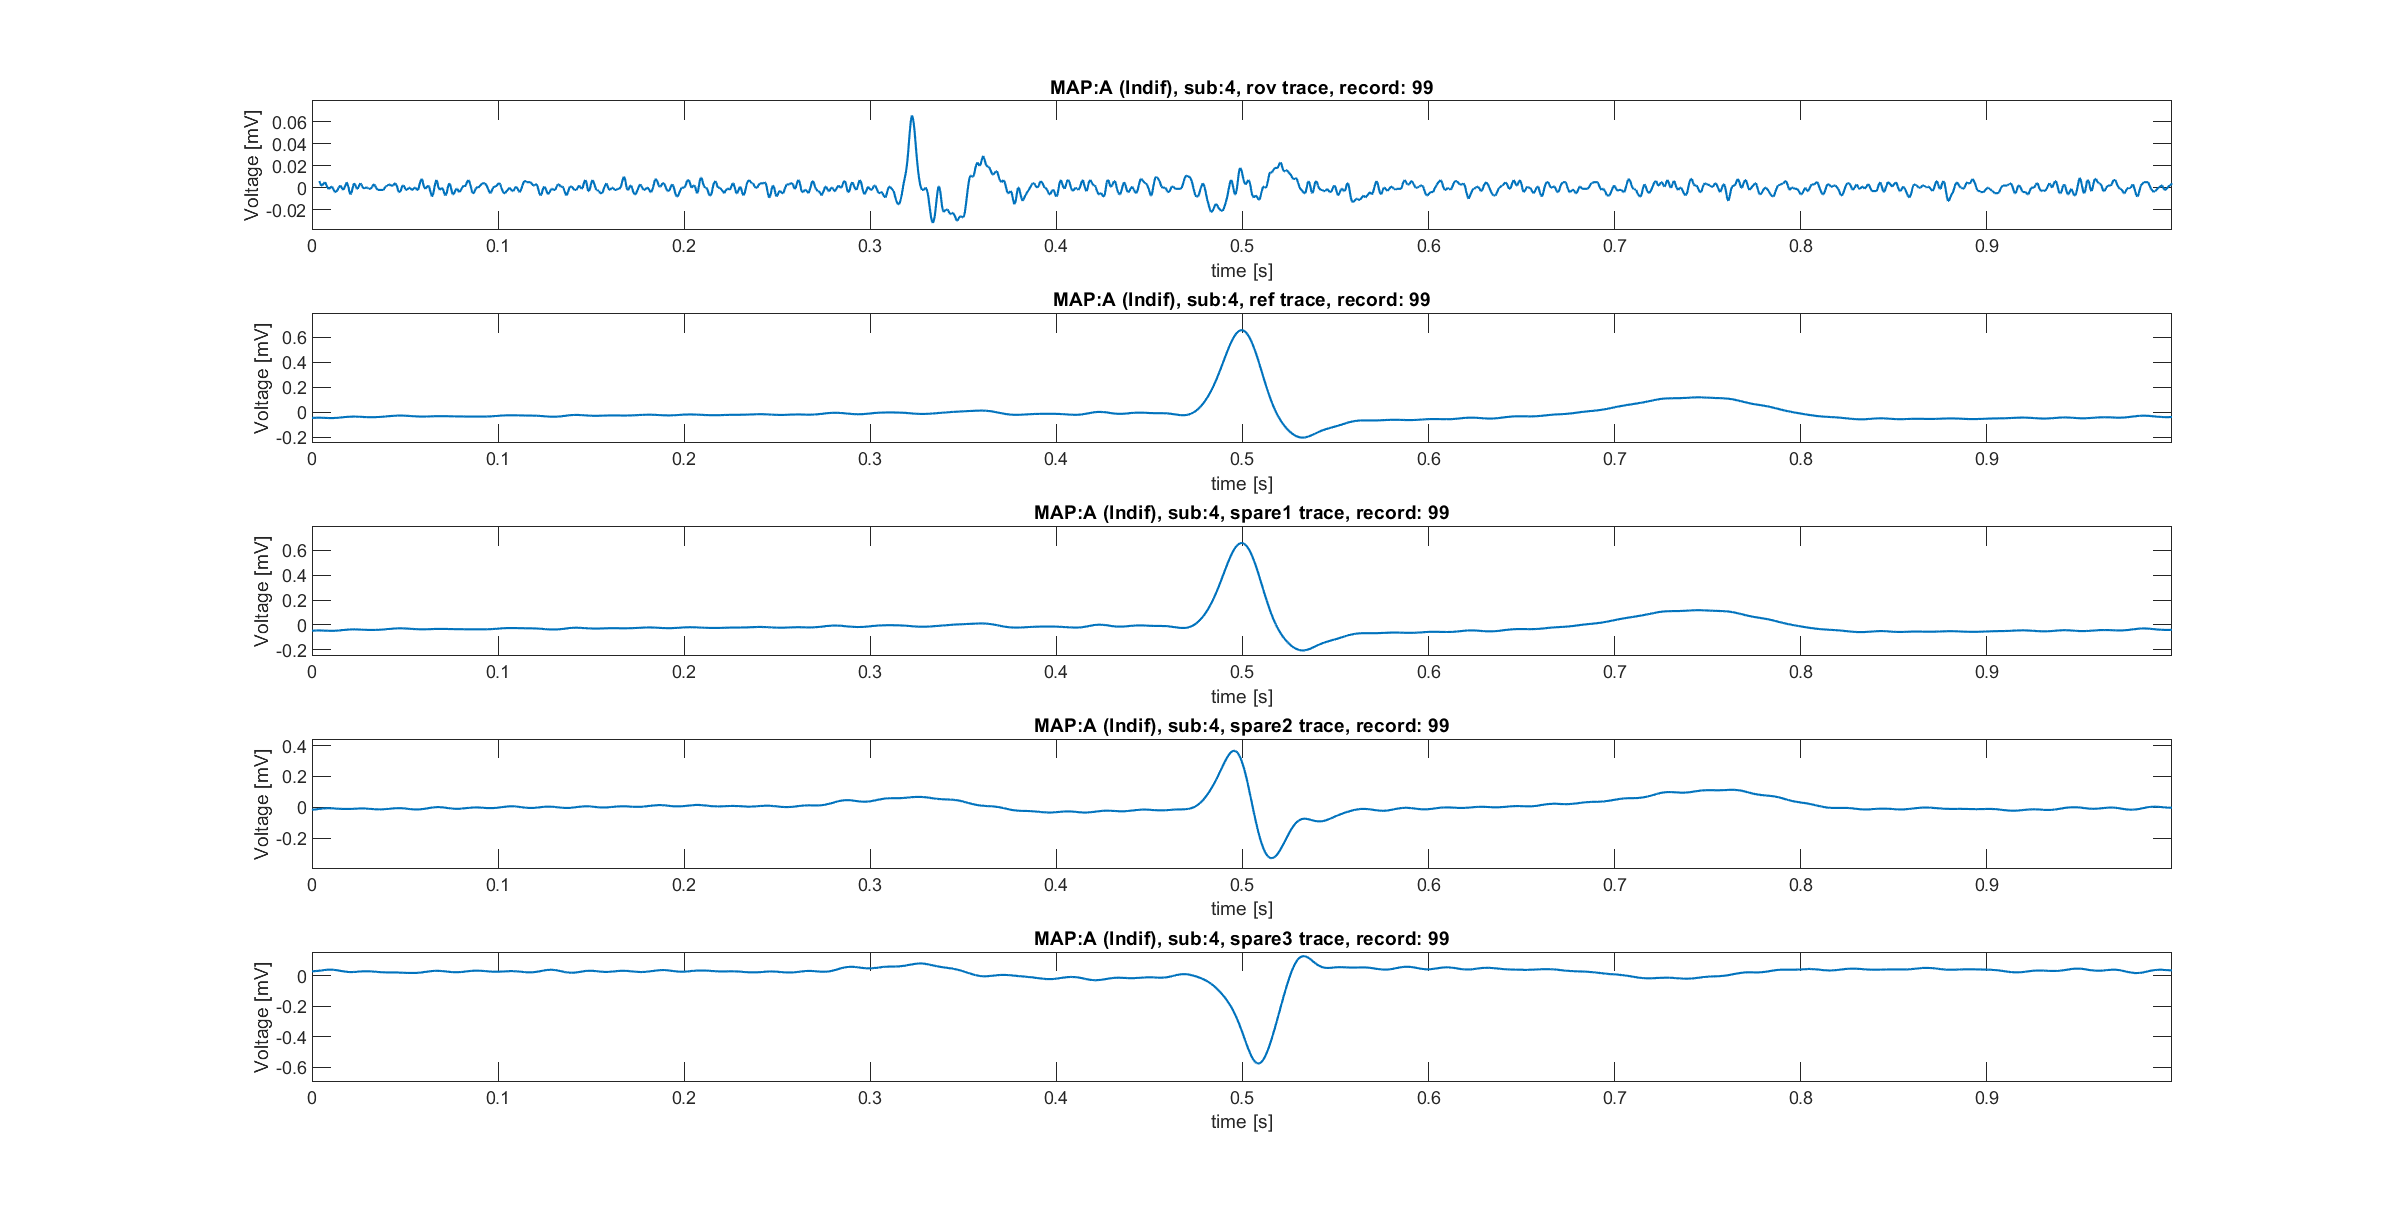 MAP:A (Indif), sub:4, rov trace, record: 99
Voltage [mV]
0.06
0.04
0.02
0
-0.02
0 0.1 0.2 0.3 0.4 0.5 0.6 0.7 0.8 0.9
time [s]
MAP:A (Indif), sub:4, ref trace, record: 99
Voltage [mV]
0.6
0.4
0.2
0
-0.2
0 0.1 0.2 0.3 0.4 0.5 0.6 0.7 0.8 0.9
time [s]
MAP:A (Indif), sub:4, spare1 trace, record: 99
Voltage [mV]
0.6
0.4
0.2
0
-0.2
0 0.1 0.2 0.3 0.4 0.5 0.6 0.7 0.8 0.9
time [s]
MAP:A (Indif), sub:4, spare2 trace, record: 99
Voltage [mV]
0.4
0.2
0
-0.2
0 0.1 0.2 0.3 0.4 0.5 0.6 0.7 0.8 0.9
time [s]
MAP:A (Indif), sub:4, spare3 trace, record: 99
Voltage [mV]
0
-0.2
-0.4
-0.6
0 0.1 0.2 0.3 0.4 0.5 0.6 0.7 0.8 0.9
time [s]